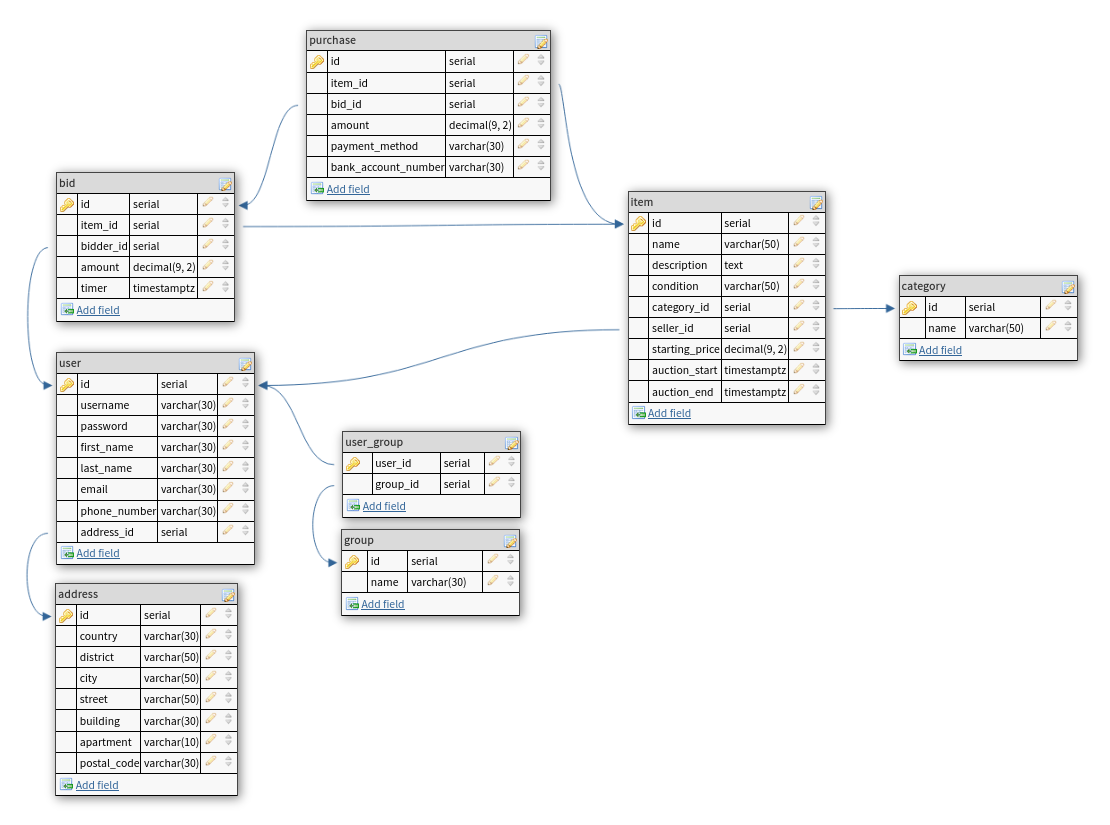 purchase
id serial
item_id serial
bid_id serial
amount decimal(9, 2)
payment_method varchar(30)
bank_account_number varchar(30)
Add field
bid
id serial
item_id serial
bidder_id serial
amount decimal(9, 2)
timer timestamptz
Add field
item
id serial
name varchar(50)
description text
condition varchar(50)
category_id serial
seller_id serial
starting_price decimal(9, 2)
auction_start timestamptz
auction_end timestamptz
Add field
category
id serial
name varchar(50)
Add field
user
id serial
username varchar(30)
password varchar(30)
first_name varchar(30)
last_name varchar(30)
email varchar(30)
phone_number varchar(30)
address_id serial
Add field
user_group
user_id serial
group_id serial
Add field
group
id serial
name varchar(30)
Add field
address
id serial
country varchar(30)
district varchar(50)
city varchar(50)
street varchar(50)
building varchar(30)
apartment varchar(10)
postal_code varchar(30)
Add field